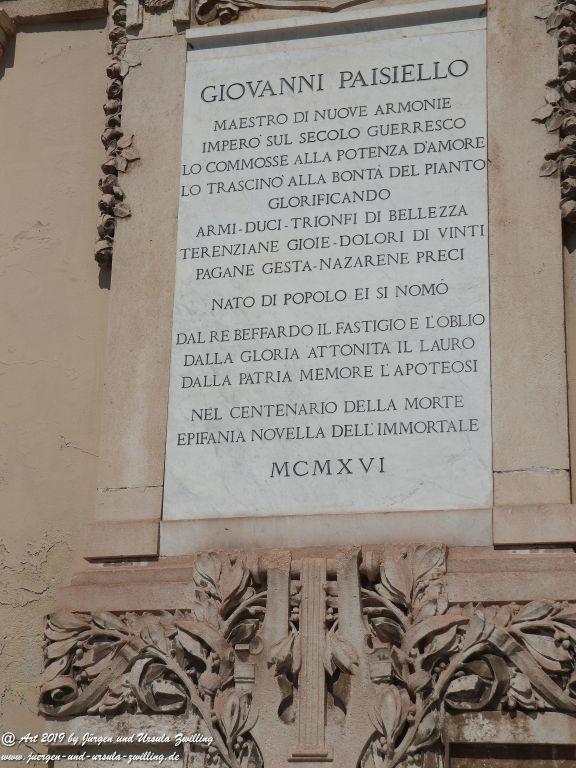 GIOVANNI PAISIELLO
MAESTRO DI NUOVE ARMONIE
IMPERO' SUL SECOLO GUERRESCO
LO COMMOSSE ALLA POTENZA D'AMORE
LO TRASCINO' ALLA BONTÀ DEL PIANTO
GLORIFICANDO
ARMI-DUCI-TRIONFI DI BELLEZZA
TERENZIANE GIOIE-DOLORI DI VINTI
PAGANE GESTA-NAZARENE PRECI
NATO DI POPOLO EI SI NOMÒ
DAL RE BEFFARDO IL FASTIGIO E L'OBLIO
DALLA GLORIA ATTONITA IL LAURO
DALLA PATRIA MEMORE L'APOTEOSI
NEL CENTENARIO DELLA MORTE
EPIFANIA NOVELLA DELL'IMMORTALE
MCMXVI
@ Art 2019 by Jürgen und Ursula Zwilling
www.juergen-und-ursula-zwilling.de